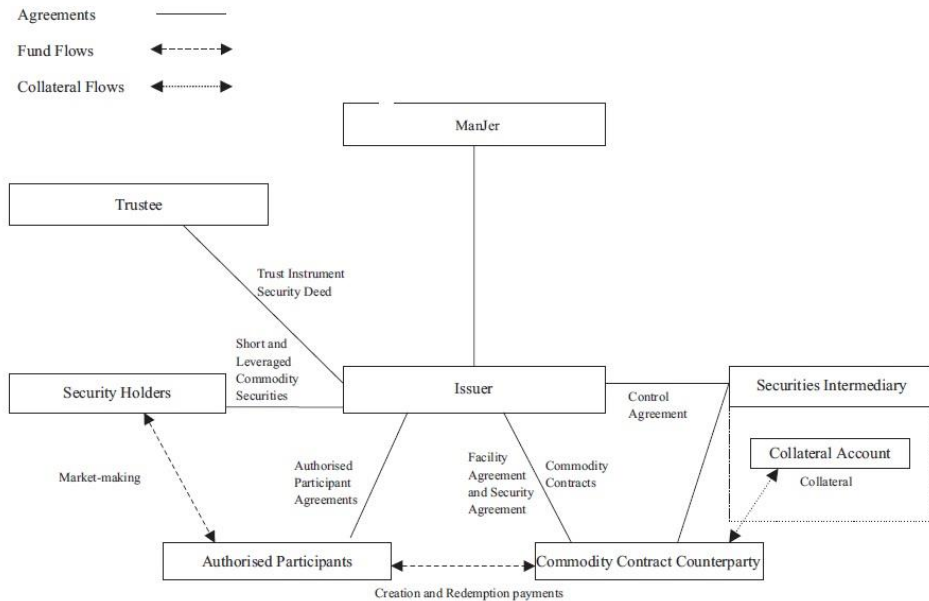 Agreements
Fund Flows
Collateral Flows
ManJer
Trustee
Trust Instrument
Security Deed
Short and
Leveraged
Commodity
Securities
Security Holders
Issuer
Securities Intermediary
Control
Agreement
Collateral Account
Collateral
Market-making
Authorised
Participant
Agreements
Facility
Agreement
and Security
Agreement
Commodity
Contracts
Authorised Participants
Commodity Contract Counterparty
Creation and Redemption payments